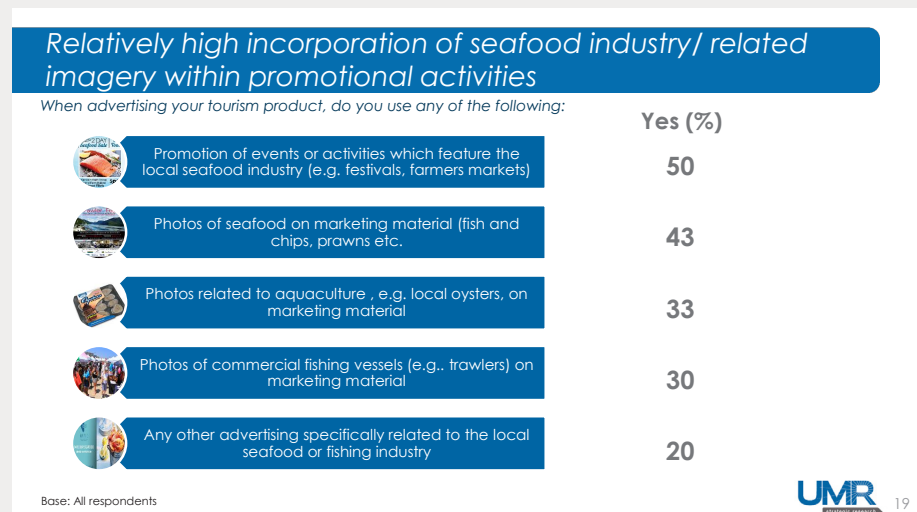 Relatively high incorporation of seafood industry/ related
imagery within promotional activities
When advertising your tourism product, do you use any of the following:
Yes (%)
Promotion of events or activities which feature the
local seafood industry (e.g. festivals, farmers markets)
50
Photos of seafood on marketing material (fish and
chips, prawns etc.
43
Photos related to aquaculture , e.g. local oysters, on
marketing material
33
Photos of commercial fishing vessels (e.g.. trawlers) on
marketing material
30
Any other advertising specifically related to the local
seafood or fishing industry
20
Base: All respondents
UMR
strategic research
19